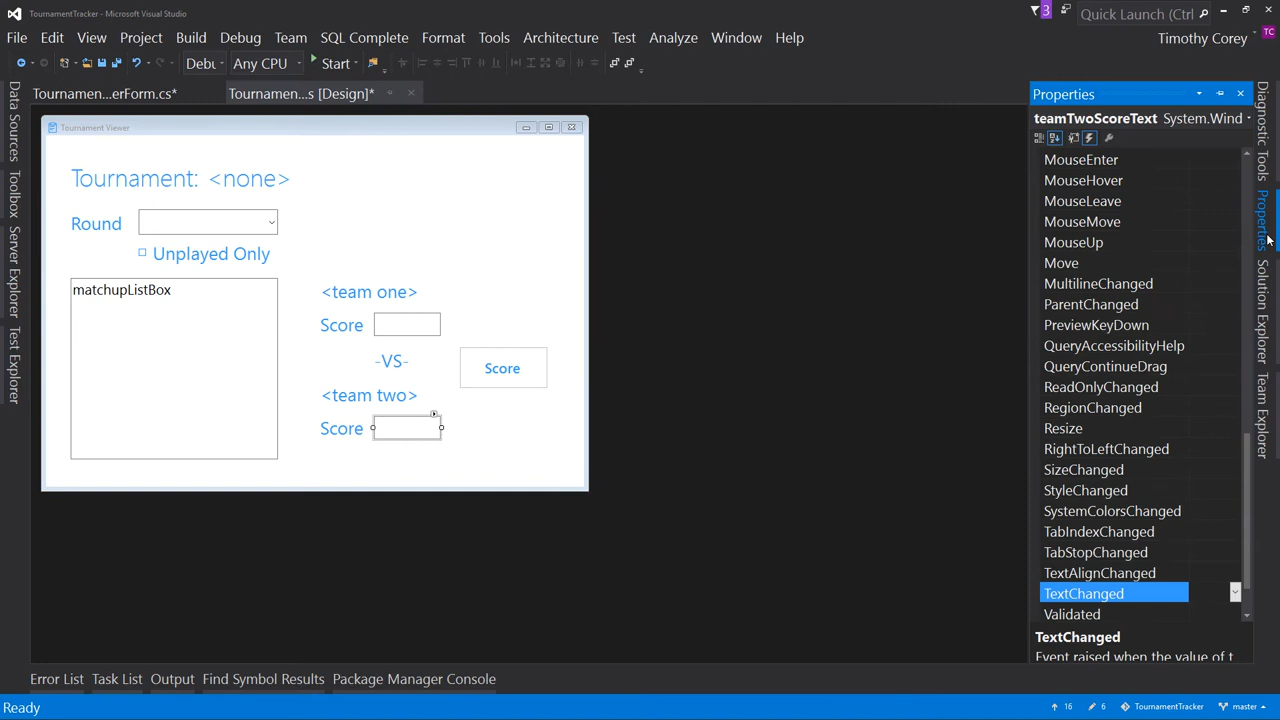 TournamentTracker - Microsoft Visual Studio
3
Quick Launch (Ctrl
File Edit View Project Build Debug Team SQL Complete Format Tools Architecture Test Analyze Window Help
Timothy Corey
TC
Debu
Any CPU
Start
Tournamen...erForm.cs*
Tournamen...s [Design]*
Data Sources
Toolbox
Server Explorer
Test Explorer
Tournament Viewer
Tournament: <none>
Round
Unplayed Only
matchupListBox
<team one>
Score
-VS-
Score
<team two>
Score
Properties
teamTwoScoreText System.Wind
MouseEnter
MouseHover
MouseLeave
MouseMove
MouseUp
Move
MultilineChanged
ParentChanged
PreviewKeyDown
QueryAccessibilityHelp
QueryContinueDrag
ReadOnlyChanged
RegionChanged
Resize
RightToLeftChanged
SizeChanged
StyleChanged
SystemColorsChanged
TabIndexChanged
TabStopChanged
TextAlignChanged
TextChanged
Validated
TextChanged
Event raised when the value of t
Diagnostic Tools
Properties
Solution Explorer
Team Explorer
Error List Task List Output Find Symbol Results Package Manager Console
Ready
16
6
TournamentTracker
master